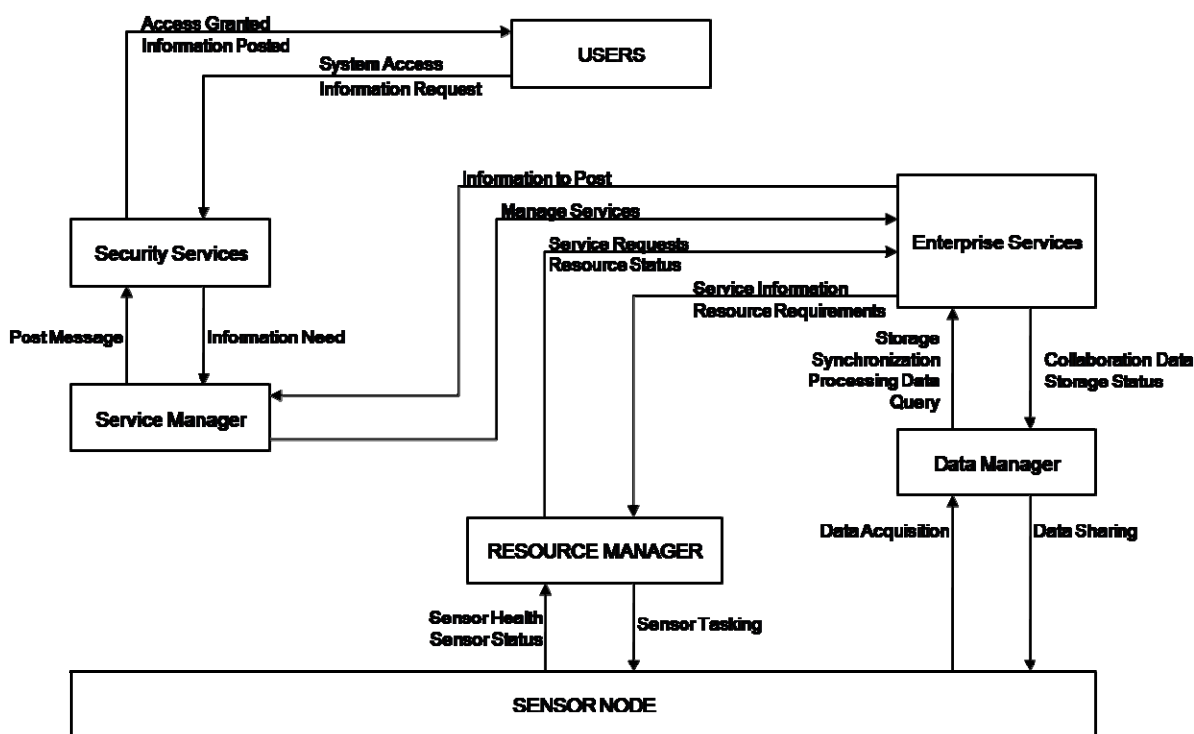 Access Granted
Information Posted
USERS
System Access
Information Request
Information to Post
Manage Services
Service Requests
Resource Status
Enterprise Services
Security Services
Service Information
Resource Requirements
Post Message
Information Need
Storage
Synchronization
Processing Data
Query
Collaboration Data
Storage Status
Service Manager
Data Manager
RESOURCE MANAGER
Data Acquisition
Data Sharing
Sensor Health
Sensor Status
Sensor Tasking
SENSOR NODE